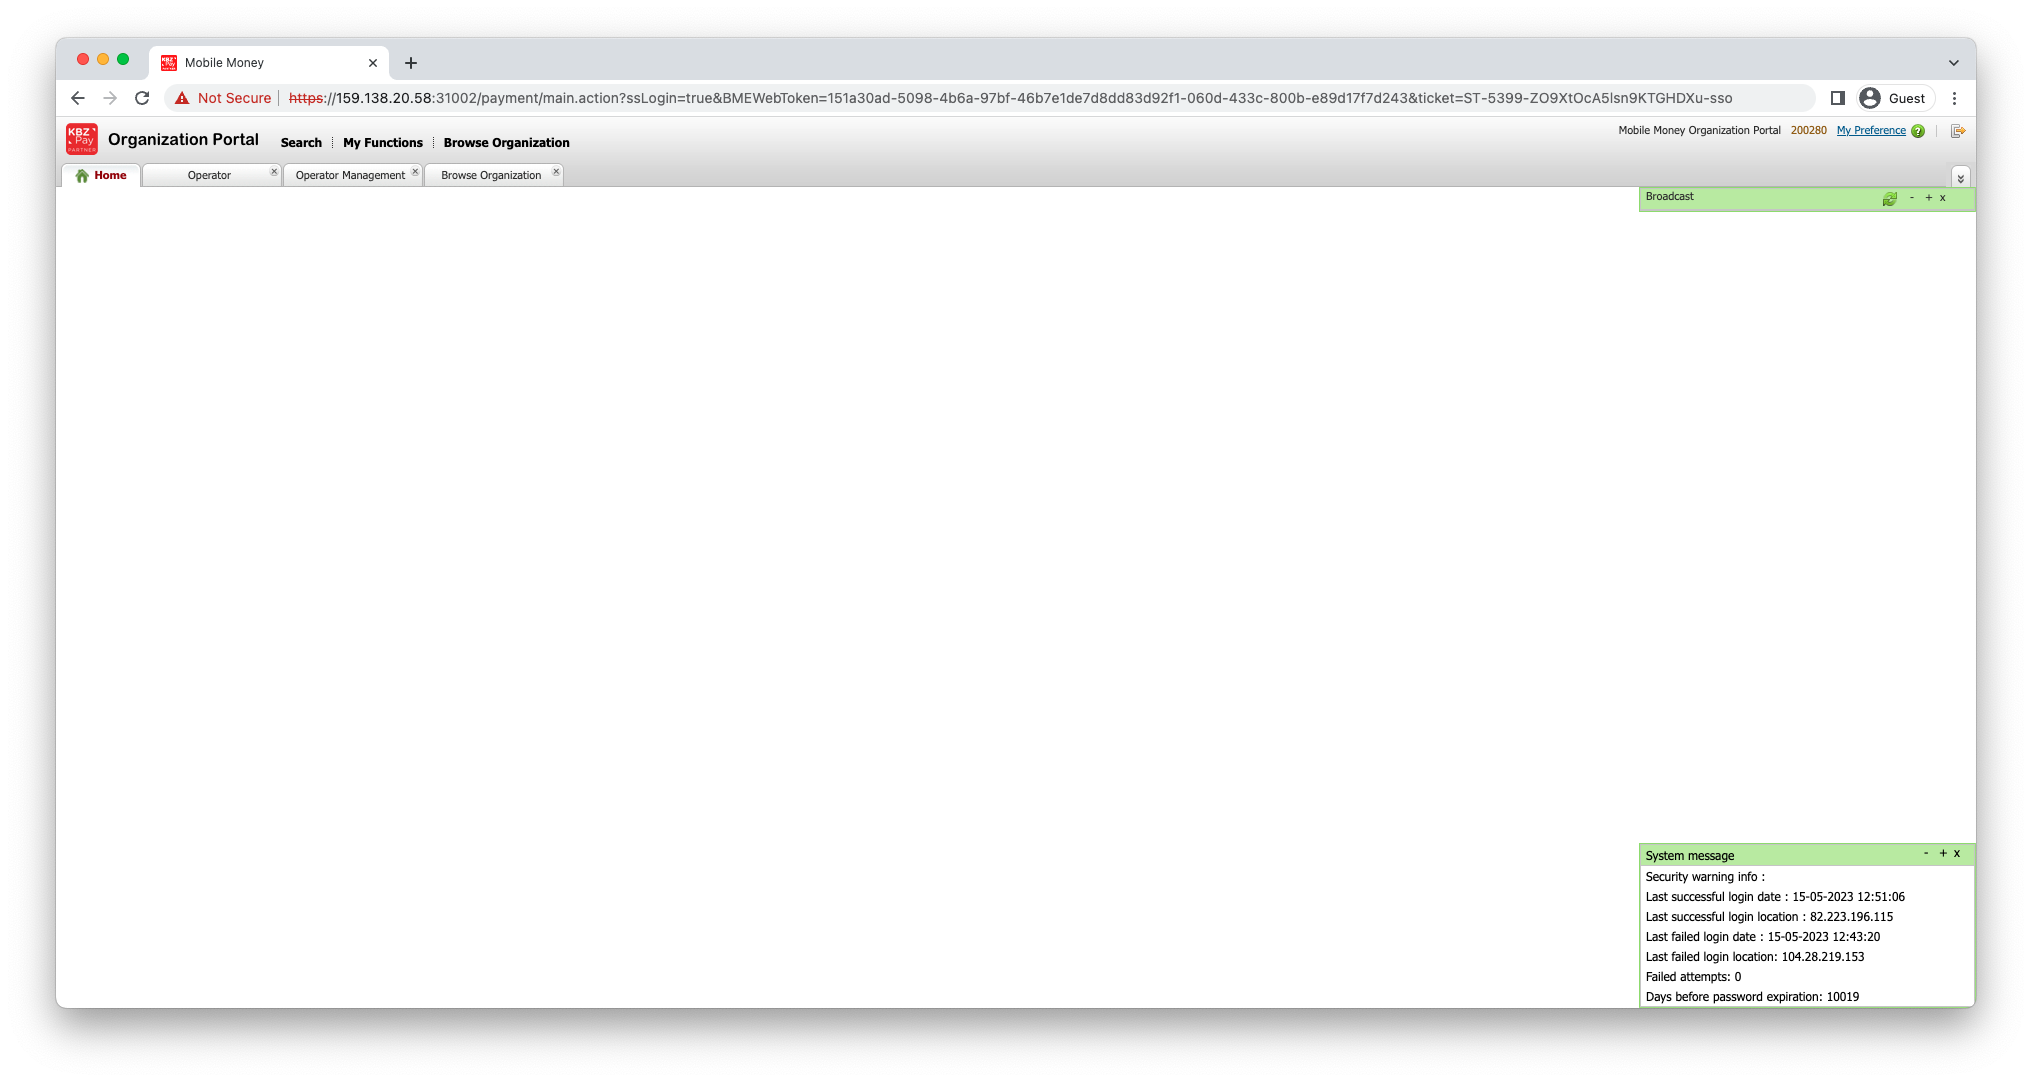 Mobile Money
Not Secure https://159.138.20.58:31002/payment/main.action?ssLogin=true&BMEWebToken=151a30ad-5098-4b6a-97bf-46b7e1de7d8dd83d92f1-060d-433c-800b-e89d17f7d243&ticket=ST-5399-ZO9XtOcA5lsn9KTGHDXu-sso Guest
KBZ Pay PARTNER
Organization Portal Search My Functions Browse Organization
Mobile Money Organization Portal 200280 My Preference
Home Operator Operator Management Browse Organization
Broadcast - + x
System message - + x
Security warning info :
Last successful login date : 15-05-2023 12:51:06
Last successful login location : 82.223.196.115
Last failed login date : 15-05-2023 12:43:20
Last failed login location: 104.28.219.153
Failed attempts: 0
Days before password expiration: 10019